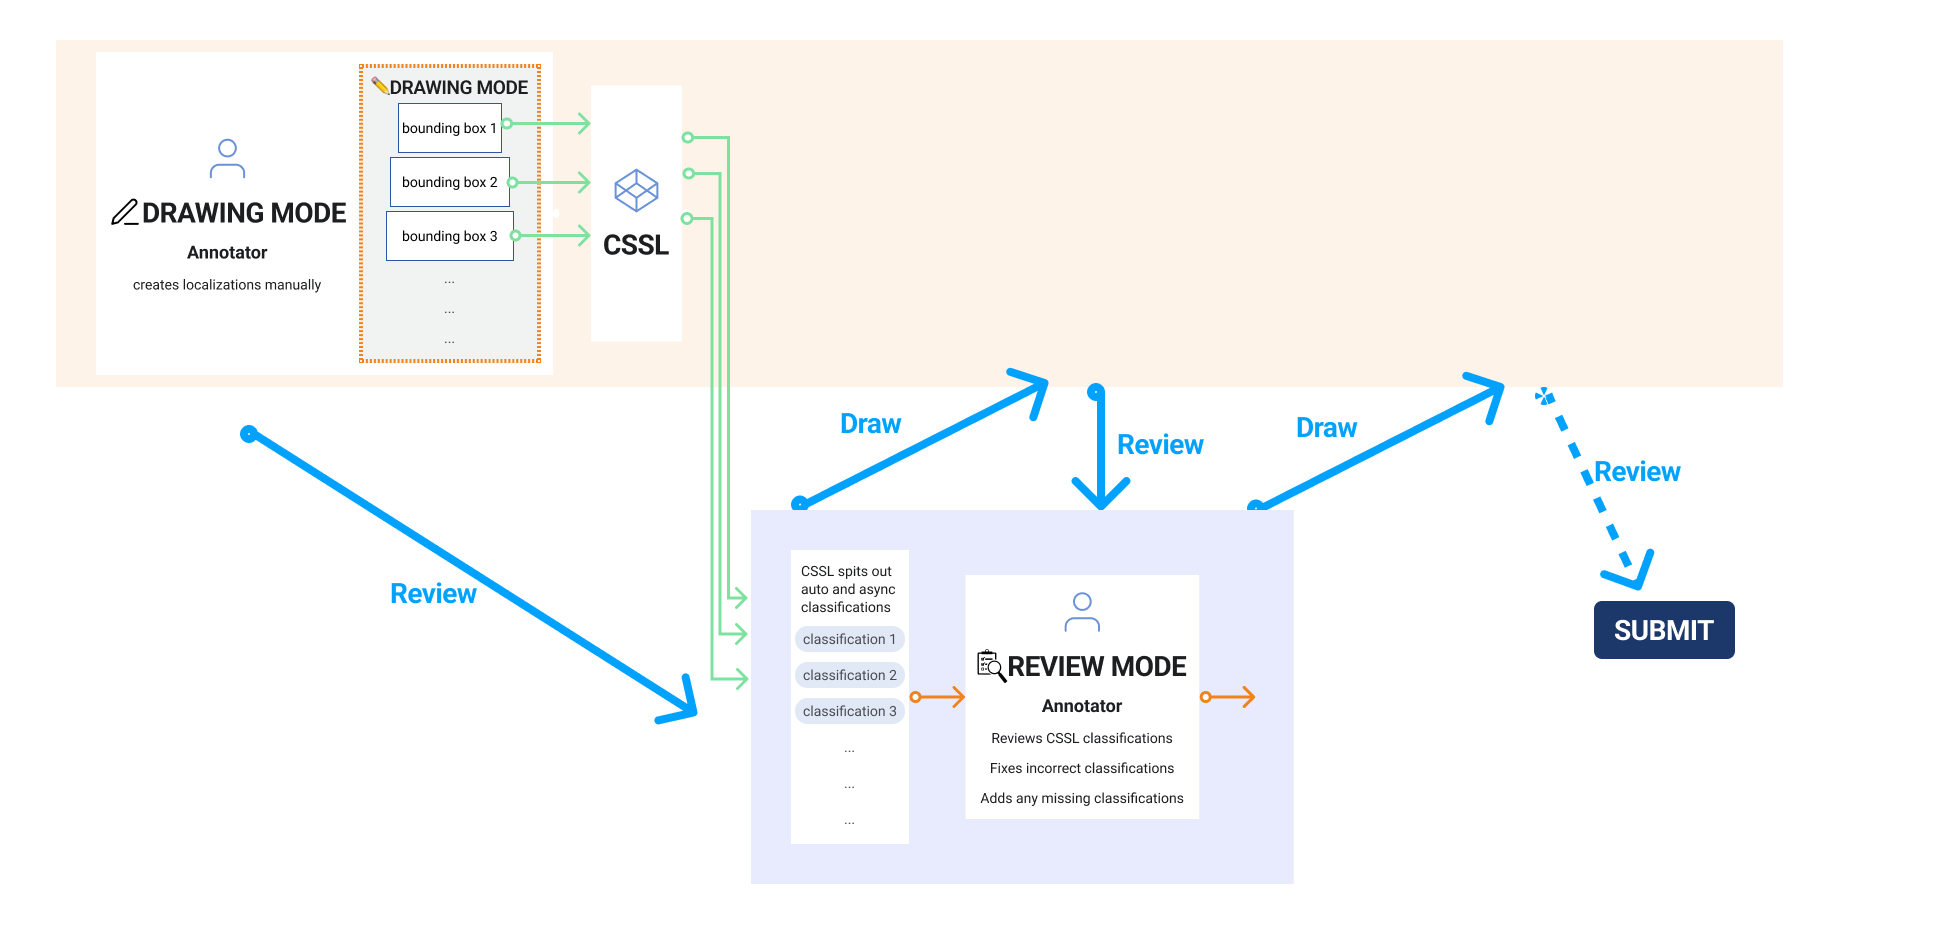 DRAWING MODE
Annotator
creates localizations manually
DRAWING MODE
bounding box 1
bounding box 2
bounding box 3
...
...
...
CSSL
Review
Draw
Review
Draw
Review
CSSL spits out
auto and async
classifications
classification 1
classification 2
classification 3
...
...
...
REVIEW MODE
Annotator
Reviews CSSL classifications
Fixes incorrect classifications
Adds any missing classifications
SUBMIT